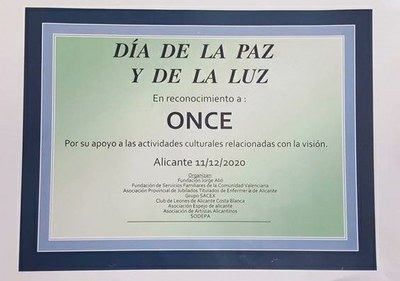 DÍA DE LA PAZ
Y DE LA LUZ
En reconocimiento a :
ONCE
Por su apoyo a las actividades culturales relacionadas con la visión.
Alicante 11/12/2020
Organizan
Fundación Jorge Alió
Fundación de Servicios Familiares de la Comunidad Valenciana
Asociación Provincial de Jubilados Titulados de Enfermería de Alicante
Grupo SACEX
Club de Leones de Alicante Costa Blanca
Asociación Espejo de alicante
Asociación de Artistas Alicantinos
SODEPA